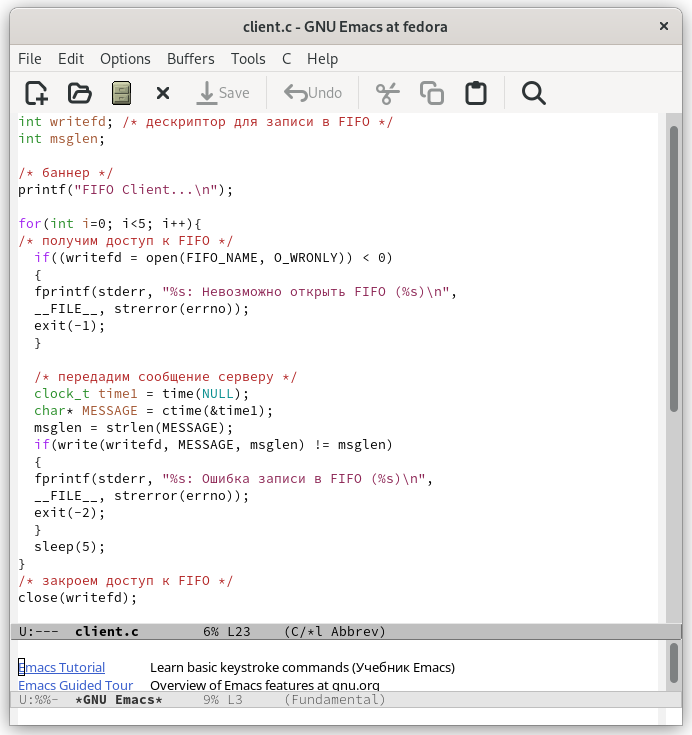 client.c - GNU Emacs at fedora
File Edit Options Buffers Tools C Help
Save Undo
int writefd; /* дескриптор для записи в FIFO */
int msglen;
/* баннер */
printf("FIFO Client...\n");
for(int i=0; i<5; i++){
/* получим доступ к FIFO */
if((writefd = open(FIFO_NAME, O_WRONLY)) < 0)
{
fprintf(stderr, "%s: Невозможно открыть FIFO (%s)\n",
__FILE__, strerror(errno));
exit(-1);
}
/* передадим сообщение серверу */
clock_t time1 = time(NULL);
char* MESSAGE = ctime(&time1);
msglen = strlen(MESSAGE);
if(write(writefd, MESSAGE, msglen) != msglen)
{
fprintf(stderr, "%s: Ошибка записи в FIFO (%s)\n",
__FILE__, strerror(errno));
exit(-2);
}
sleep(5);
}
/* закроем доступ к FIFO */
close(writefd);
U:--- client.c 6% L23 (C/*l Abbrev)
Emacs Tutorial Learn basic keystroke commands (Учебник Emacs)
Emacs Guided Tour Overview of Emacs features at gnu.org
U:%%- *GNU Emacs* 9% L3 (Fundamental)